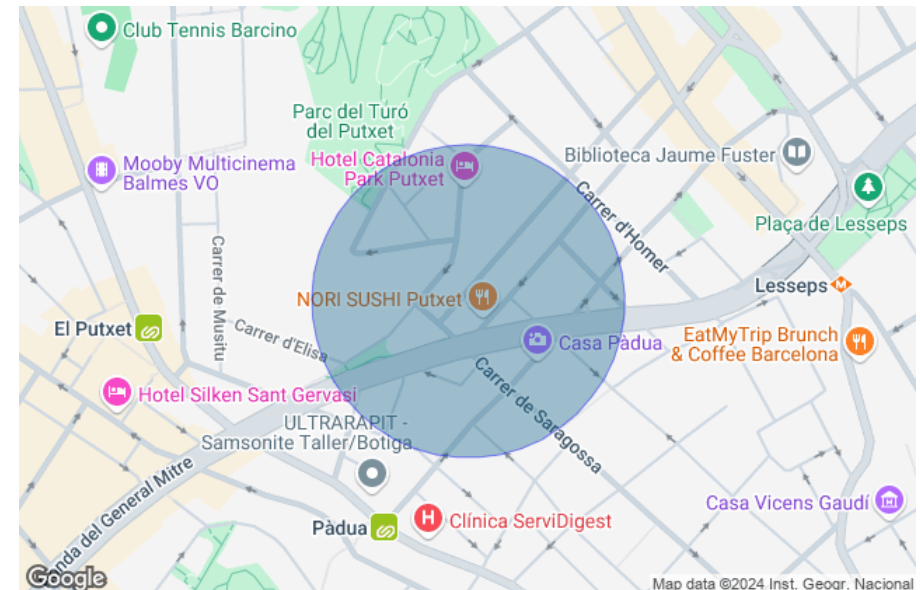 Club Tennis Barcino
Parc del Turó
del Putxet
Hotel Catalonia
Park Putxet
Mooby Multicinema
Balmes VO
Biblioteca Jaume Fuster
Carrer d'Homer
Plaça de Lesseps
Carrer de Musitu
Lesseps
M
NORI SUSHI Putxet
El Putxet
Carrer d'Elisa
Casa Pàdua
EatMyTrip Brunch
& Coffee Barcelona
Carrer de Saragossa
Hotel Silken Sant Gervasi
ULTRARAPIT -
Samsonite Taller/Botiga
del General Mitre
Casa Vicens Gaudí
Pàdua
H
Clínica ServiDigest
Google
Map data ©2024 Inst. Geogr. Nacional